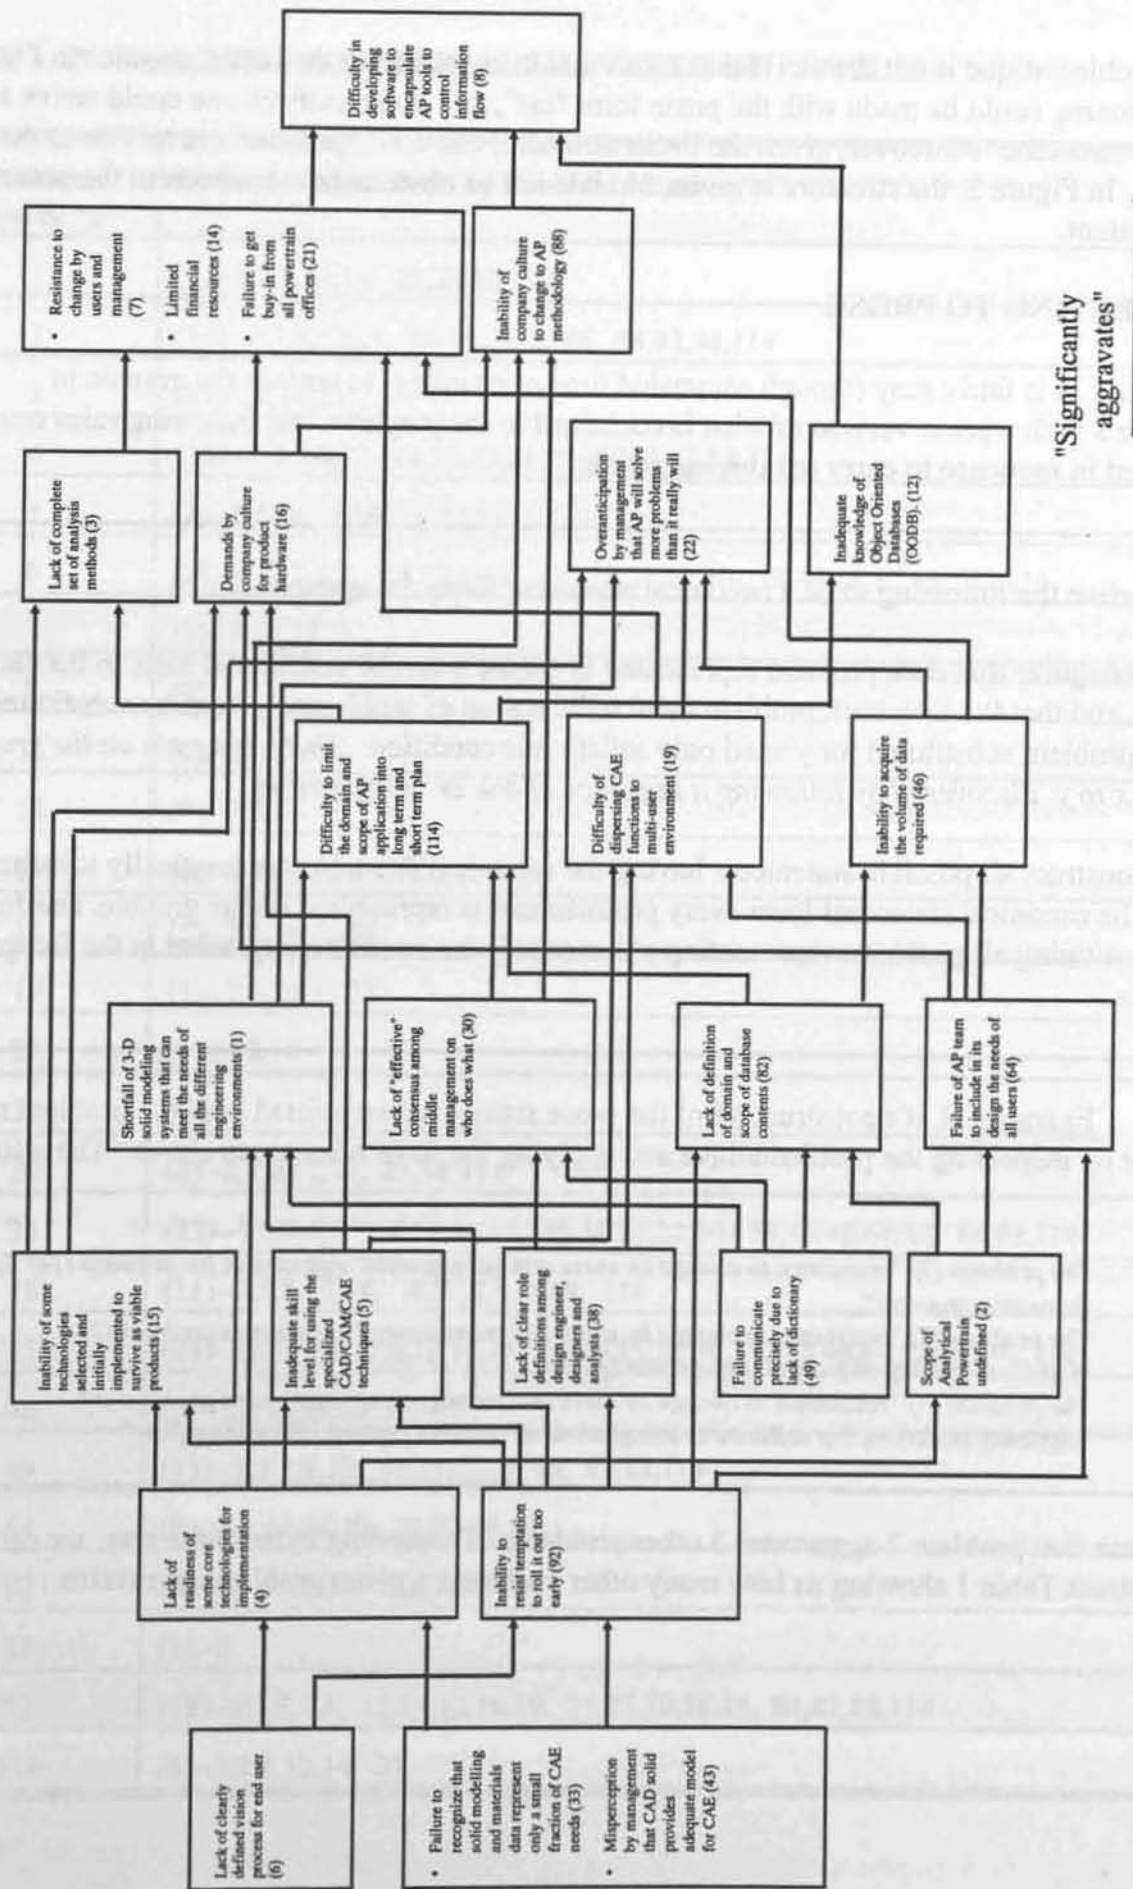 Lack of clearly
defined vision
process for end user
(6)
• Failure to
recognize that
solid modelling
and materials
data represent
only a small
fraction of CAE
needs (33)
• Misperception
by management
that CAD solid
provides
adequate model
for CAE (43)
Lack of
readiness of
some core
technologies for
implementation
(4)
Inability to
resist temptation
to roll it out too
early (92)
Inability of some
technologies
selected and
initially
implemented to
survive as viable
products (15)
Inadequate skill
level for using the
specialized
CAD/CAM/CAE
techniques (5)
Lack of clear role
definitions among
design engineer,
designers and
analysts (38)
Failure to
communicate
precisely due to
lack of dictionary
(49)
Scope of
Analytical
Powertrain
undefined (2)
Shortfall of 3-D
solid modeling
systems that can
meet the needs of
all the different
engineering
environments (1)
Lack of "effective"
consensus among
middle
management on
who does what (30)
Lack of definition
of domain and
scope of database
contents (82)
Failure of AP team
to include in its
design the needs of
all users (64)
Difficulty to limit
the domain and
scope of AP
application into
long term and
short term plan
(114)
Difficulty of
dispersing CAE
functions to
multi-user
environment (19)
Inability to acquire
the volume of data
required (46)
Lack of complete
set of analysis
methods (3)
Demands by
company culture
for product
hardware (16)
Overanticipation
by management
that AP will solve
more problems
than it really will
(22)
Inadequate
knowledge of
Object Oriented
Databases
(OODB). (12)
• Resistance to
change by
users and
management
(7)
• Limited
financial
resources (14)
• Failure to get
buy-in from
all powertrain
offices (21)
Inability of
company culture
to change to AP
methodology (88)
Difficulty in
developing
software to
encapsulate
AP tools to
control
information
flow (8)
"Significantly
aggravates"